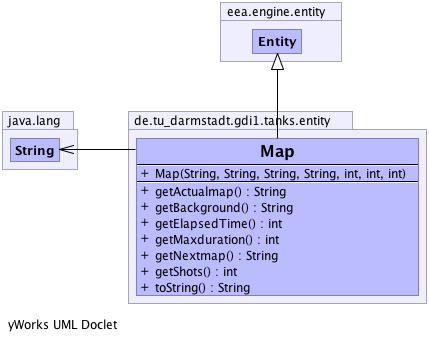 eea.engine.entity
Entity
java.lang
String
de.tu_darmstadt.gdi1.tanks.entity
Map
+ Map(String, String, String, String, int, int, int)
+ getActualmap() : String
+ getBackground() : String
+ getElapsedTime() : int
+ getMaxduration() : int
+ getNextmap() : String
+ getShots() : int
+ toString() : String
yWorks UML Doclet